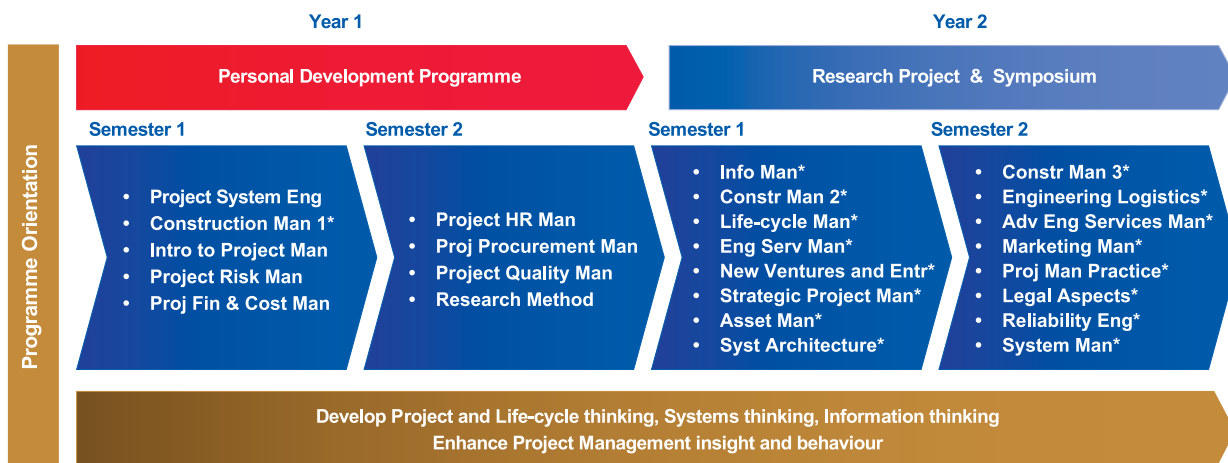 Year 1
Year 2
Programme Orientation
Personal Development Programme
Research Project & Symposium
Semester 1
Semester 2
Semester 1
Semester 2
• Project System Eng
• Construction Man 1*
• Intro to Project Man
• Project Risk Man
• Proj Fin & Cost Man
• Project HR Man
• Proj Procurement Man
• Project Quality Man
• Research Method
• Info Man*
• Constr Man 2*
• Life-cycle Man*
• Eng Serv Man*
• New Ventures and Entr*
• Strategic Project Man*
• Asset Man*
• Syst Architecture*
• Constr Man 3*
• Engineering Logistics*
• Adv Eng Services Man*
• Marketing Man*
• Proj Man Practice*
• Legal Aspects*
• Reliability Eng*
• System Man*
Develop Project and Life-cycle thinking, Systems thinking, Information thinking
Enhance Project Management insight and behaviour